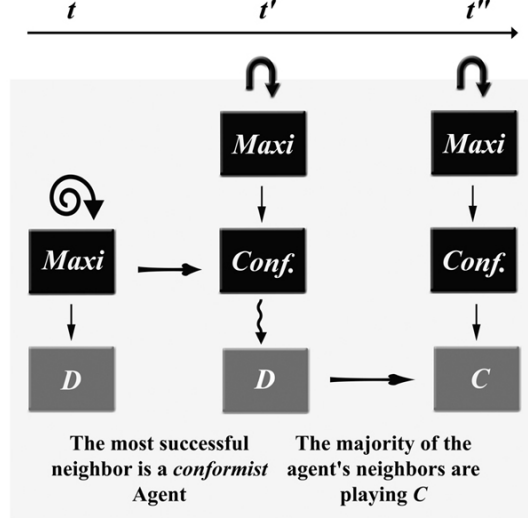 t t' t''
Maxi Maxi
Maxi Conf. Conf.
D D C
The most successful
neighbor is a conformist
Agent
The majority of the
agent's neighbors are
playing C